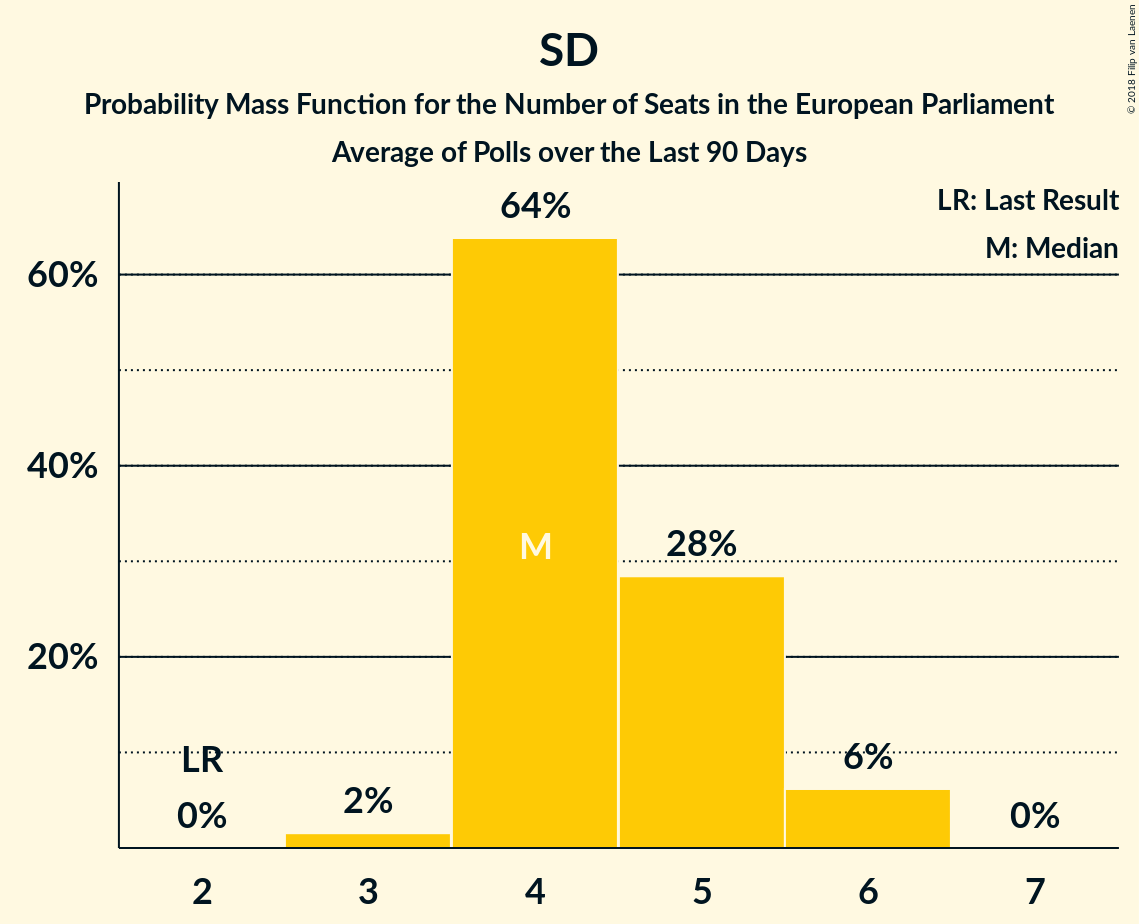 SD
Probability Mass Function for the Number of Seats in the European Parliament
Average of Polls over the Last 90 Days
© 2018 Filip van Laenen
LR: Last Result
M: Median
64%
60%
40%
M
28%
20%
LR
6%
2%
0%
0%
2 3 4 5 6 7